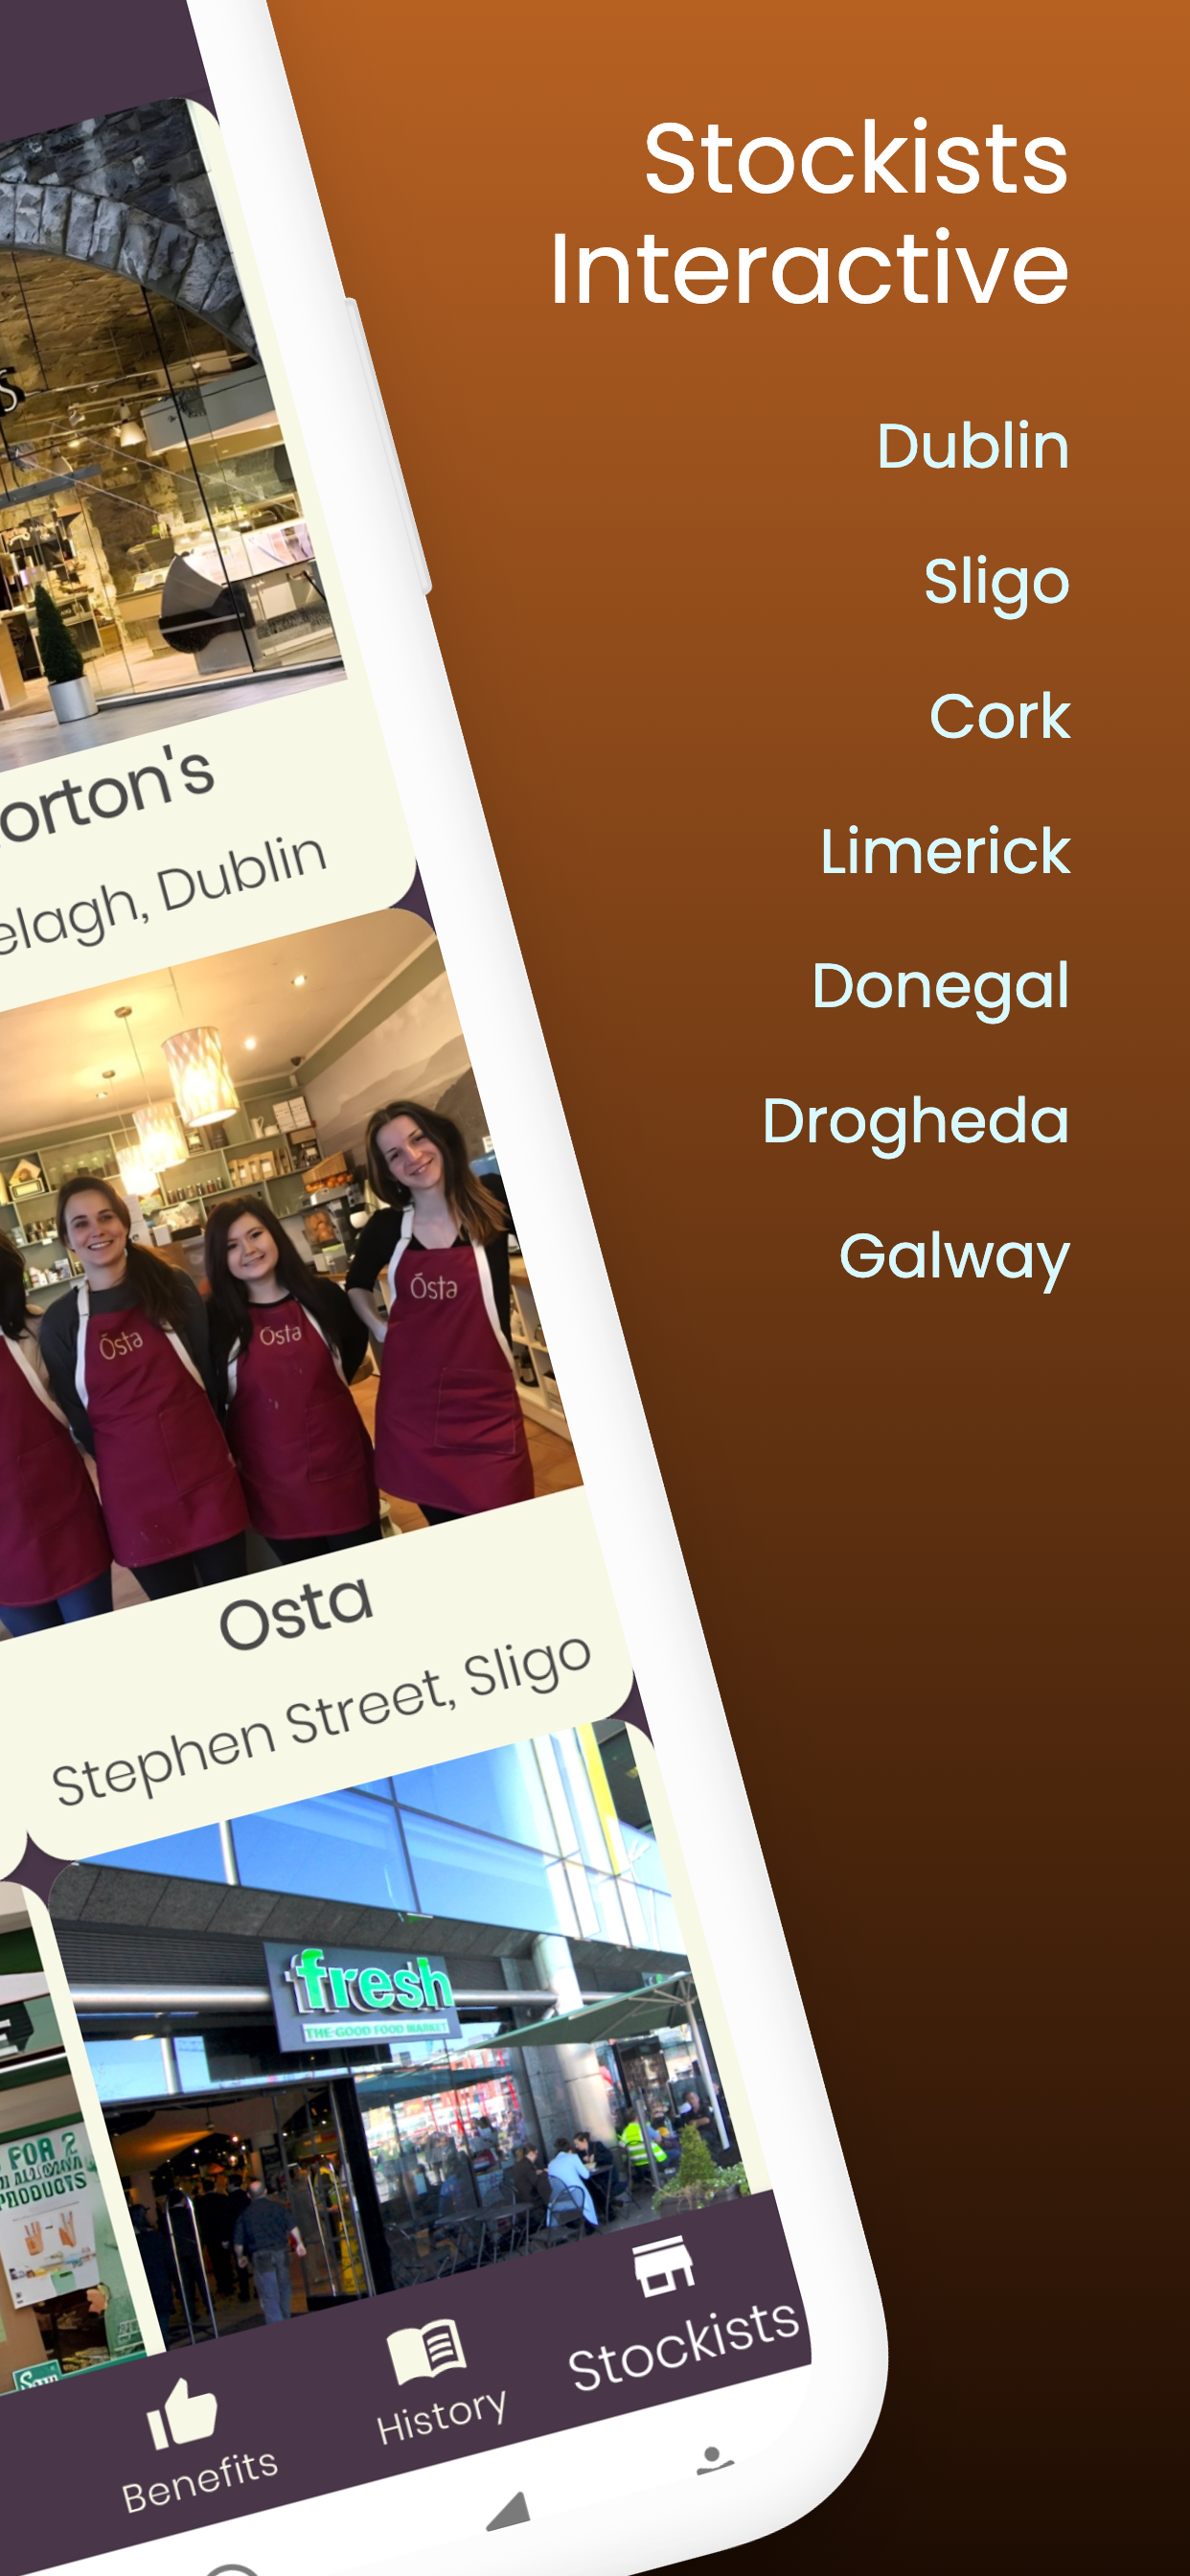 Stockists
Interactive
Dublin
Sligo
Cork
Limerick
Donegal
Drogheda
Galway
orton's
elagh, Dublin
Ósta
Ósta
Ósta
Osta
Stephen Street, Sligo
fresh
THE GOOD FOOD MARKET
FOR 2
PRODUCTS
Benefits
History
Stockists